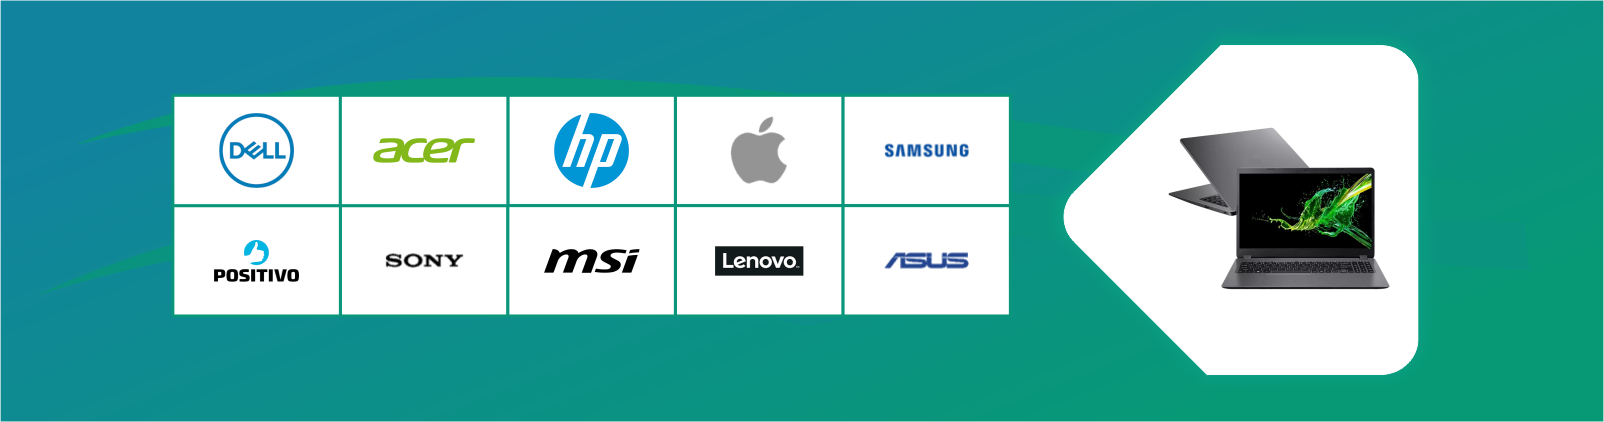 DELL
acer
hp
SAMSUNG
POSITIVO
SONY
msi
Lenovo
ASUS